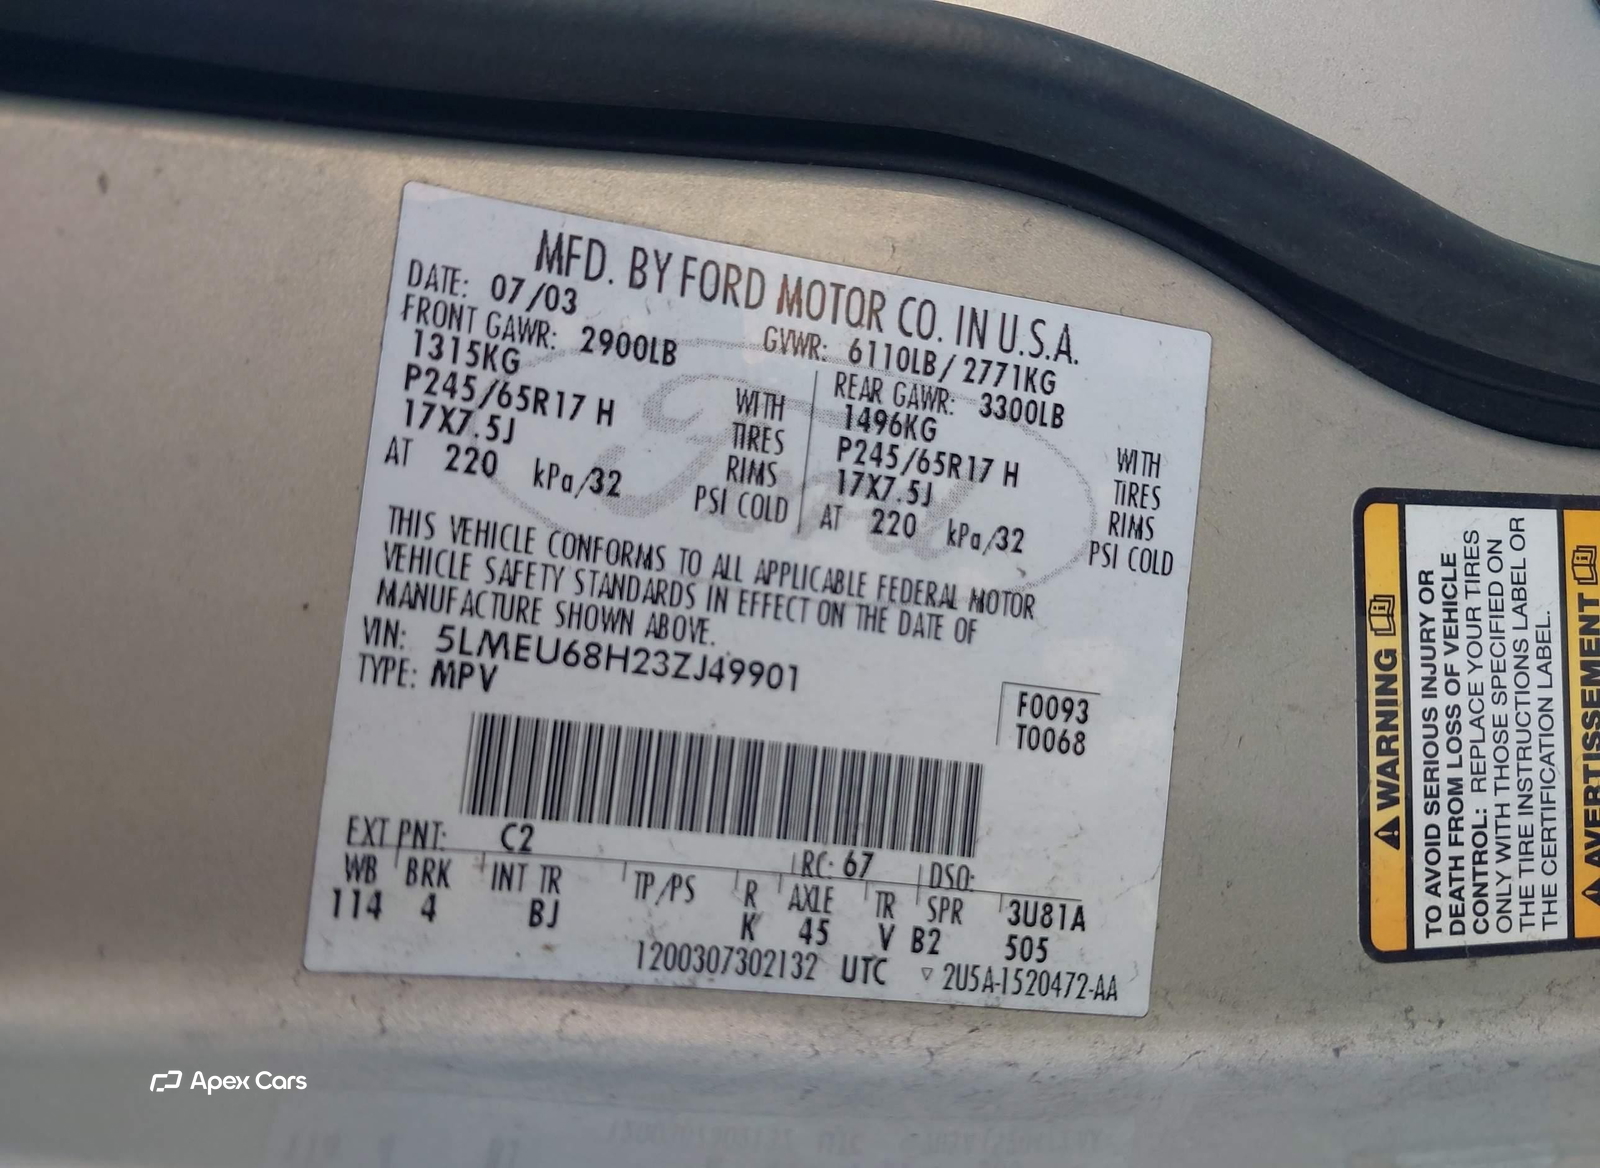 MFD. BY FORD MOTOR CO. IN U.S.A.
DATE: 07/03 GVWR: 6110LB/ 2771KG
FRONT GAWR: 2900LB REAR GAWR: 3300LB
1315KG WITH 1496KG WITH
P245/65R17 H TIRES P245/65R17 H TIRES
17X7.5J RIMS 17X7.5J RIMS
AT 220 kPa/32 PSI COLD AT 220 kPa/32 PSI COLD
Ford
THIS VEHICLE CONFORMS TO ALL APPLICABLE FEDERAL MOTOR
VEHICLE SAFETY STANDARDS IN EFFECT ON THE DATE OF
MANUFACTURE SHOWN ABOVE.
VIN: 5LMEU68H23ZJ49901
TYPE: MPV
F0093
T0068
EXT PNT: C2 RC: 67 DSO:
WB BRK INT TR TP/PS R AXLE TR SPR 3U81A
114 4 BJ K 45 V B2 505
1200307302132 UTC ▽ 2U5A-1520472-AA
⚠ WARNING
TO AVOID SERIOUS INJURY OR
DEATH FROM LOSS OF VEHICLE
CONTROL: REPLACE YOUR TIRES
ONLY WITH THOSE SPECIFIED ON
THE TIRE INSTRUCTIONS LABEL OR
THE CERTIFICATION LABEL.
⚠ AVERTISSEMENT
Apex Cars